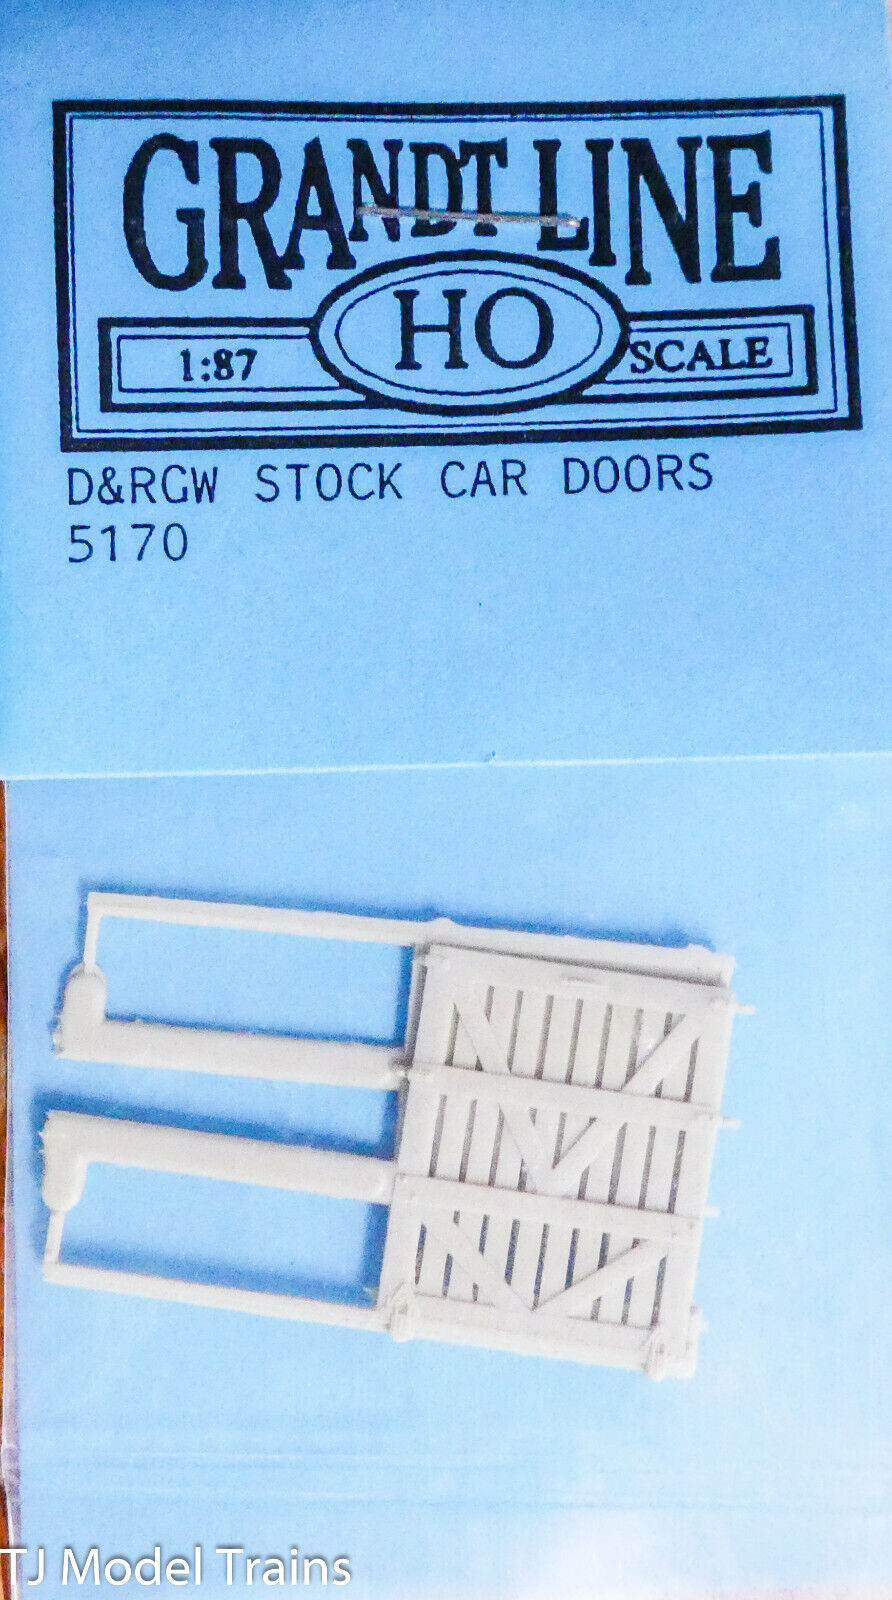 GRANDT LINE
1:87 HO SCALE
D&RGW STOCK CAR DOORS
5170
TJ Model Trains